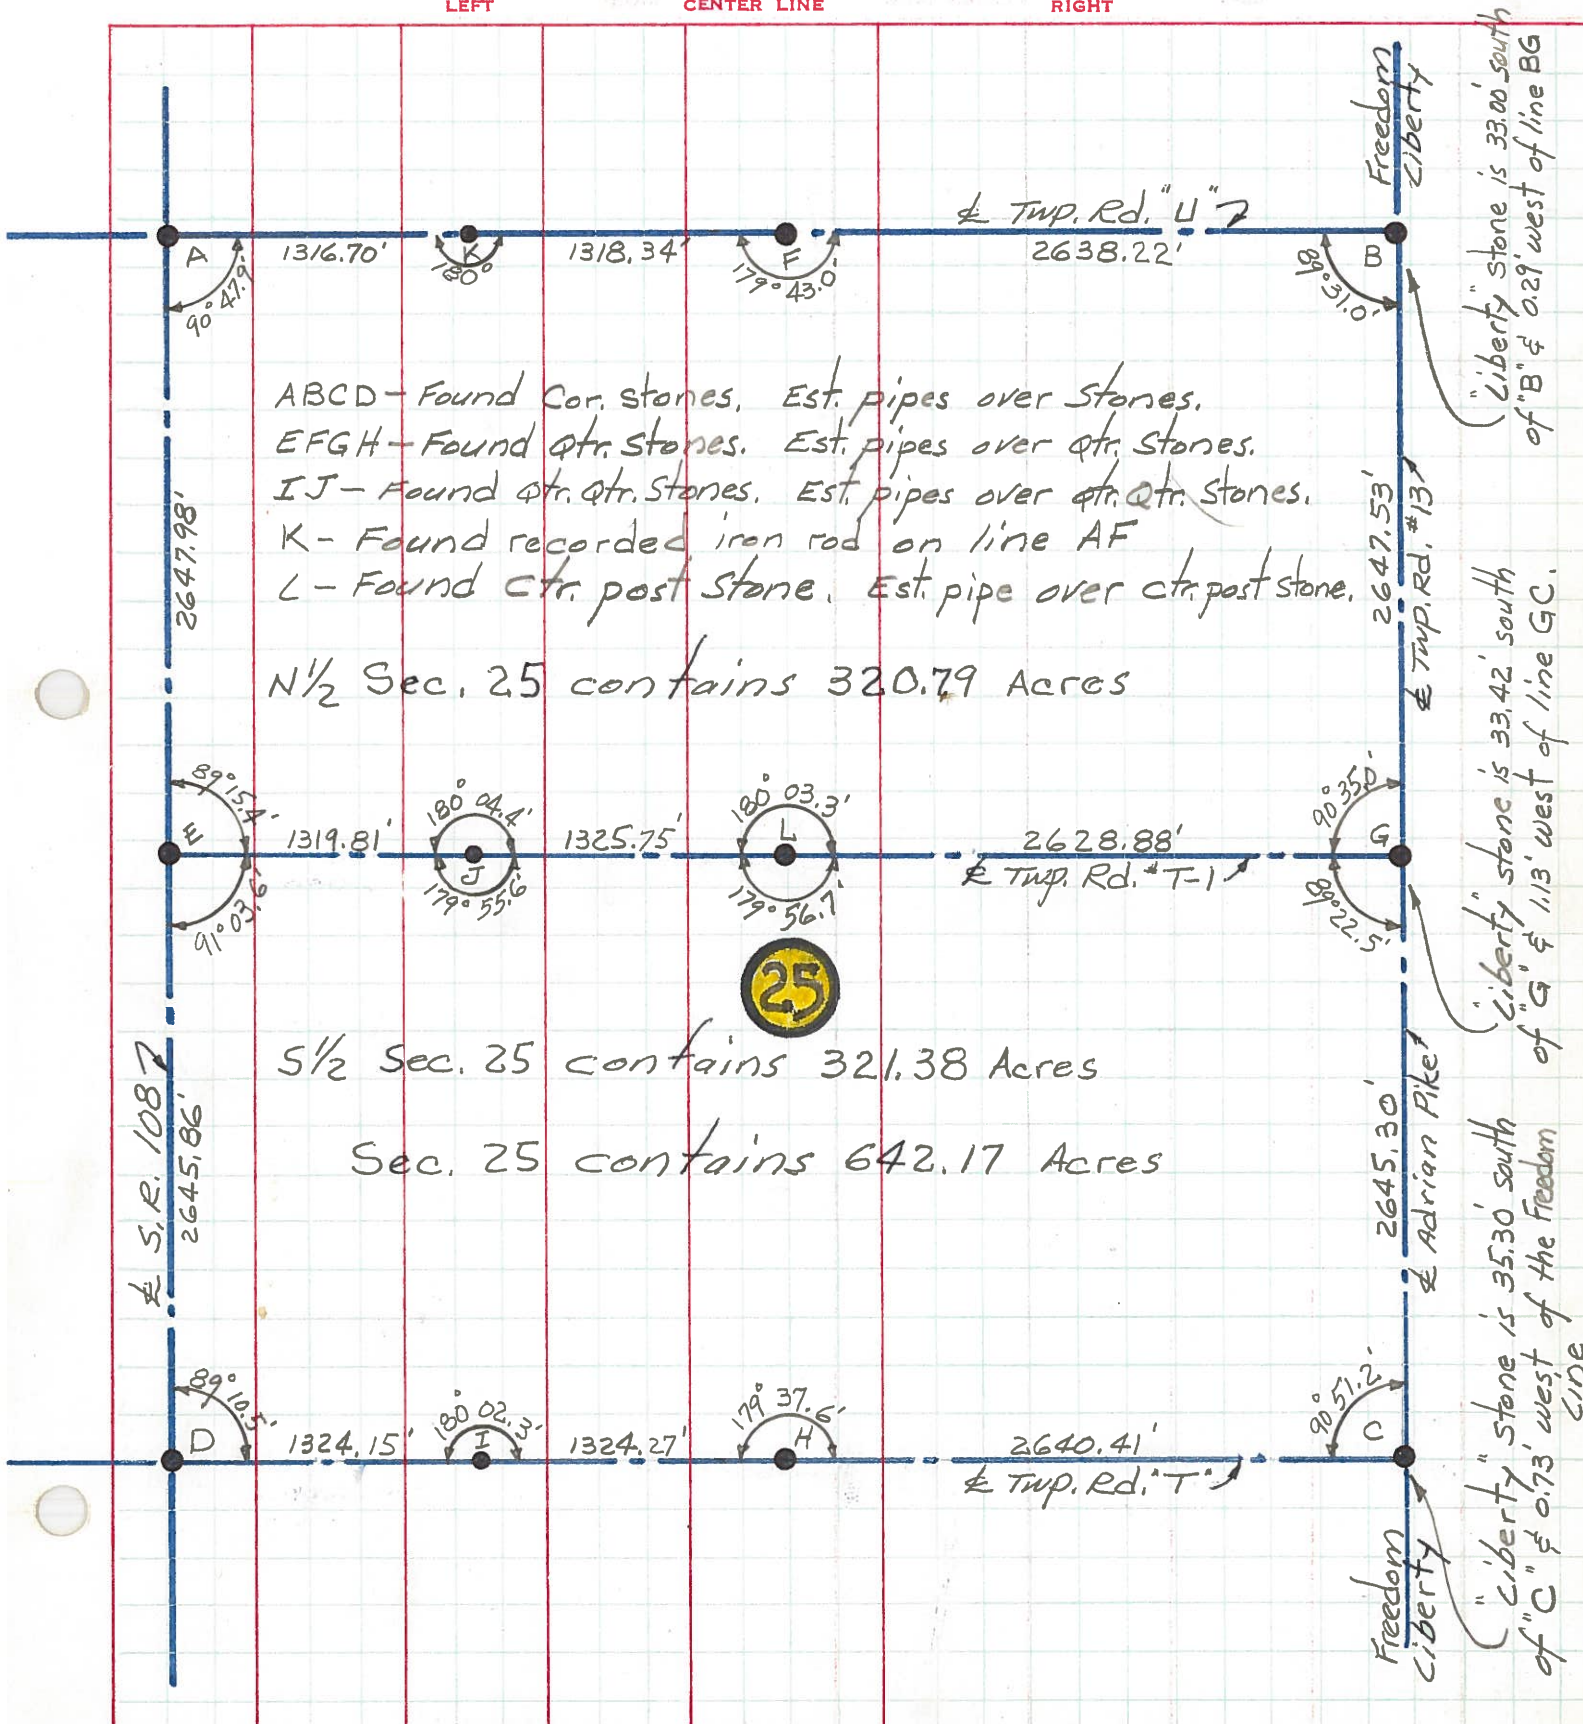 LEFT CENTER LINE RIGHT
Freedom
Liberty
℄ Twp. Rd. "U"
A 1316.70' K 1318.34' F 2638.22' B
90° 47.9' 180° 179° 43.0' 89° 31.0'
"Liberty" stone is 33.00' south
of "B" & 0.29' west of line BG
ABCD - Found Cor. stones. Est. pipes over Stones.
EFGH - Found Qtr. Stones. Est. pipes over Qtr. Stones.
IJ - Found Qtr. Qtr. Stones. Est. pipes over Qtr. Qtr. Stones.
K - Found recorded iron rod on line AF
L - Found Ctr. post Stone. Est. pipe over ctr. post stone.
2647.98'
2647.53'
℄ Twp. Rd. #13
N 1/2 Sec. 25 contains 320.79 Acres
89° 15.4' 180° 04.4' 180° 03.3' 90° 35.0'
E 1319.81' J 1325.75' L 2628.88' G
℄ Twp. Rd. "T-1
91° 03.6' 179° 55.6' 179° 56.7' 89° 22.5'
"Liberty" stone is 33.42' south
of "G" & 1.13' west of line GC.
25
S 1/2 Sec. 25 contains 321.38 Acres
Sec. 25 contains 642.17 Acres
℄ S.R. 108
2645.86'
2645.30'
℄ Adrian Pike
89° 10.5' 180° 02.3' 179° 37.6' 90° 51.2'
D 1324.15' I 1324.27' H 2640.41' C
℄ Twp. Rd. "T"
"Liberty" stone is 35.30' south
of "C" & 0.73' west of the Freedom
Line
Freedom
Liberty